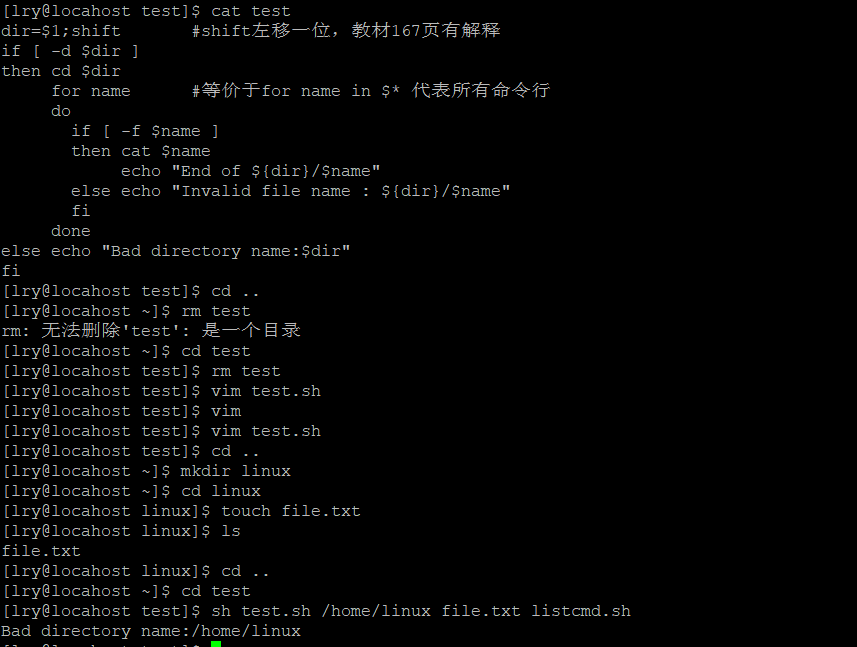 [lry@locahost test]$ cat test
dir=$1;shift       #shift左移一位，教材167页有解释
if [ -d $dir ]
then cd $dir
     for name      #等价于for name in $* 代表所有命令行
     do
       if [ -f $name ]
       then cat $name
            echo "End of ${dir}/$name"
       else echo "Invalid file name : ${dir}/$name"
       fi
     done
else echo "Bad directory name:$dir"
fi
[lry@locahost test]$ cd ..
[lry@locahost ~]$ rm test
rm: 无法删除'test': 是一个目录
[lry@locahost ~]$ cd test
[lry@locahost test]$ rm test
[lry@locahost test]$ vim test.sh
[lry@locahost test]$ vim
[lry@locahost test]$ vim test.sh
[lry@locahost test]$ cd ..
[lry@locahost ~]$ mkdir linux
[lry@locahost ~]$ cd linux
[lry@locahost linux]$ touch file.txt
[lry@locahost linux]$ ls
file.txt
[lry@locahost linux]$ cd ..
[lry@locahost ~]$ cd test
[lry@locahost test]$ sh test.sh /home/linux file.txt listcmd.sh
Bad directory name:/home/linux